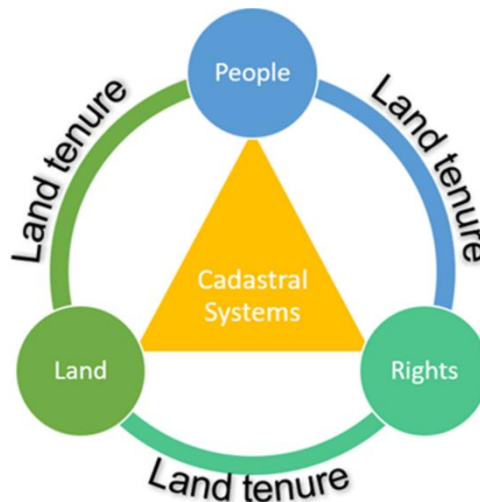 People
Land tenure
Land tenure
Cadastral
Systems
Land
Rights
Land tenure